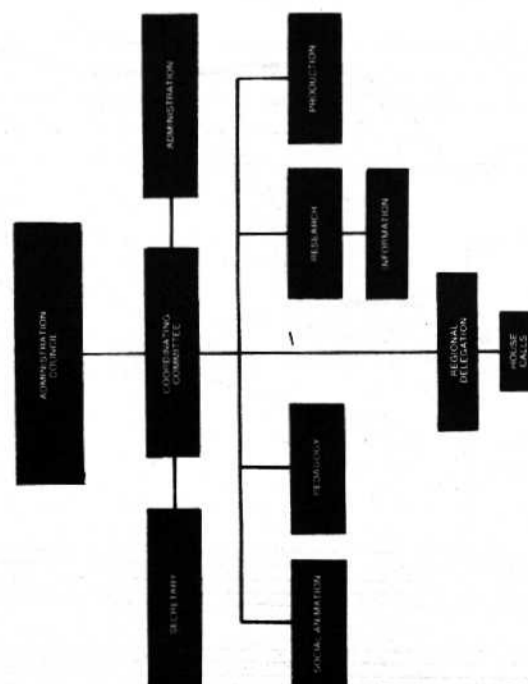 ADMINISTRATION
COUNCIL
SECRETARY
COORDINATING
COMMITTEE
ADMINISTRATION
SOCIAL ANIMATION
PEDAGOGY
RESEARCH
PRODUCTION
INFORMATION
REGIONAL
DELEGATION
HOUSE
CALLS